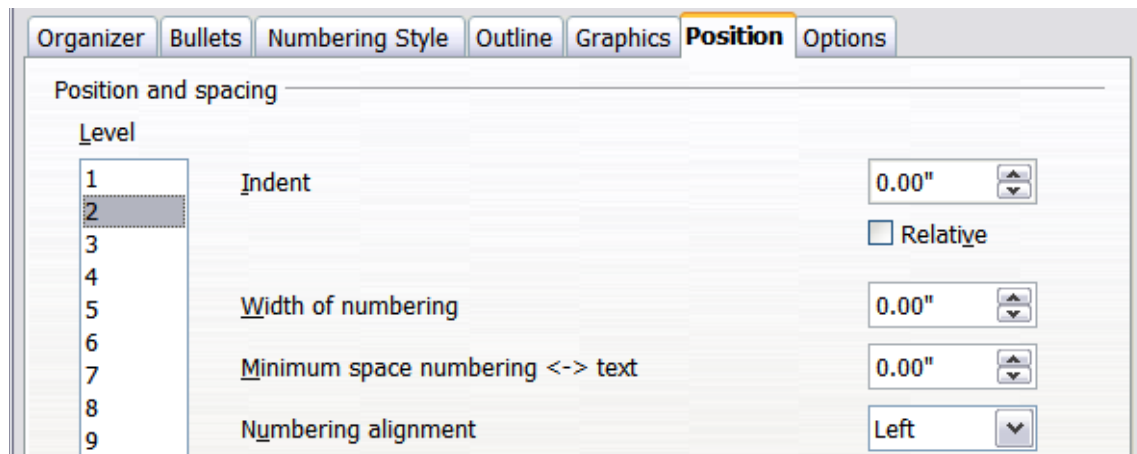 Organizer Bullets Numbering Style Outline Graphics Position Options
Position and spacing
Level
1 Indent 0.00"
2
Relative
3
4
5 Width of numbering 0.00"
6
7 Minimum space numbering <-> text 0.00"
8
9 Numbering alignment Left